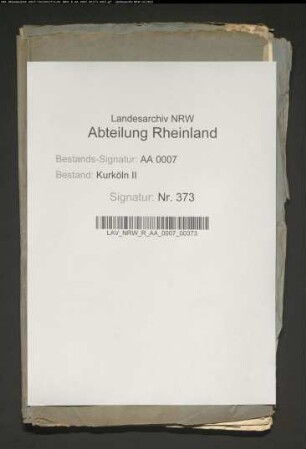 Landesarchiv NRW
Abteilung Rheinland
Bestands-Signatur: AA 0007
Bestand: Kurköln II
Signatur: Nr. 373
LAV_NRW_R_AA_0007_00373